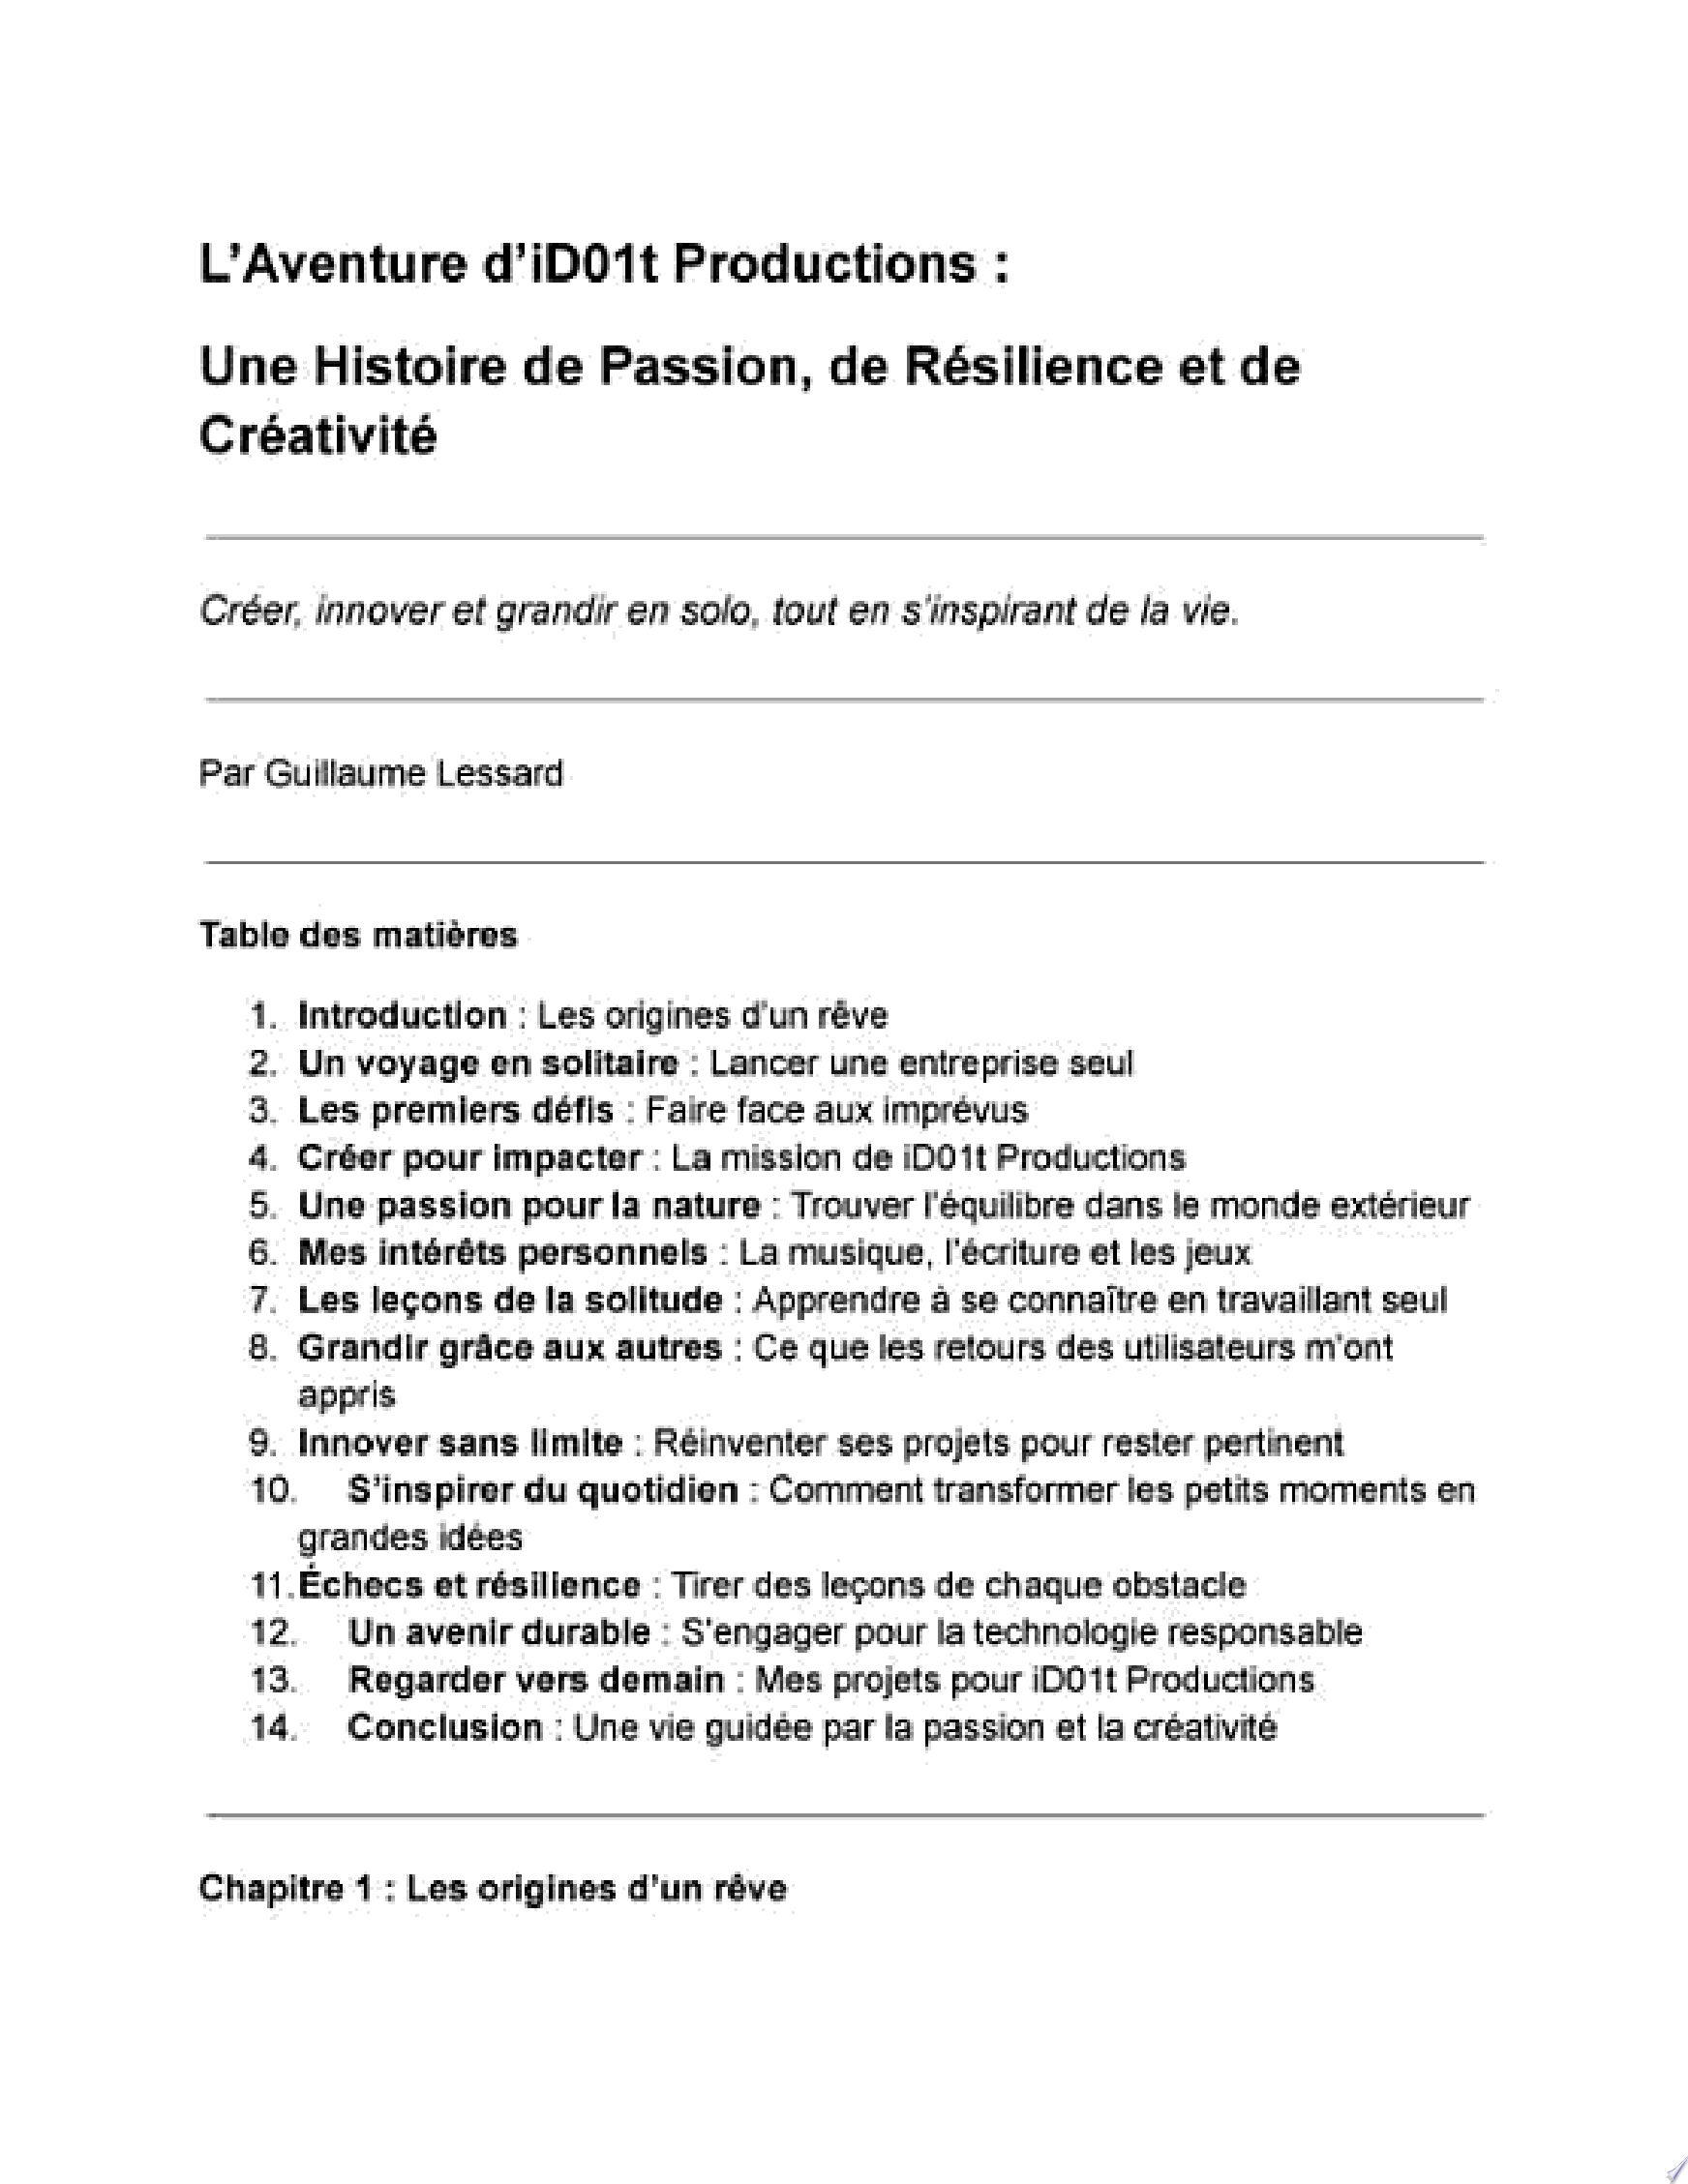 L’Aventure d’iD01t Productions :
Une Histoire de Passion, de Résilience et de
Créativité
Créer, innover et grandir en solo, tout en s’inspirant de la vie.
Par Guillaume Lessard
Table des matières
1. Introduction : Les origines d’un rêve
2. Un voyage en solitaire : Lancer une entreprise seul
3. Les premiers défis : Faire face aux imprévus
4. Créer pour impacter : La mission de iD01t Productions
5. Une passion pour la nature : Trouver l’équilibre dans le monde extérieur
6. Mes intérêts personnels : La musique, l’écriture et les jeux
7. Les leçons de la solitude : Apprendre à se connaître en travaillant seul
8. Grandir grâce aux autres : Ce que les retours des utilisateurs m’ont
appris
9. Innover sans limite : Réinventer ses projets pour rester pertinent
10. S’inspirer du quotidien : Comment transformer les petits moments en
grandes idées
11. Échecs et résilience : Tirer des leçons de chaque obstacle
12. Un avenir durable : S’engager pour la technologie responsable
13. Regarder vers demain : Mes projets pour iD01t Productions
14. Conclusion : Une vie guidée par la passion et la créativité
Chapitre 1 : Les origines d’un rêve